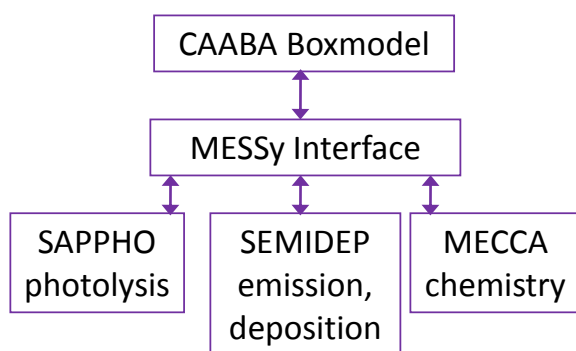 CAABA Boxmodel
MESSy Interface
SAPPHO
photolysis
SEMIDEP
emission,
deposition
MECCA
chemistry